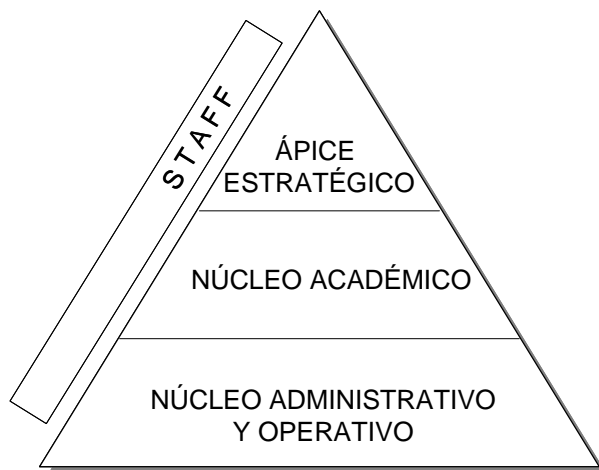 STAFF
ÁPICE
ESTRATÉGICO
NÚCLEO ACADÉMICO
NÚCLEO ADMINISTRATIVO
Y OPERATIVO